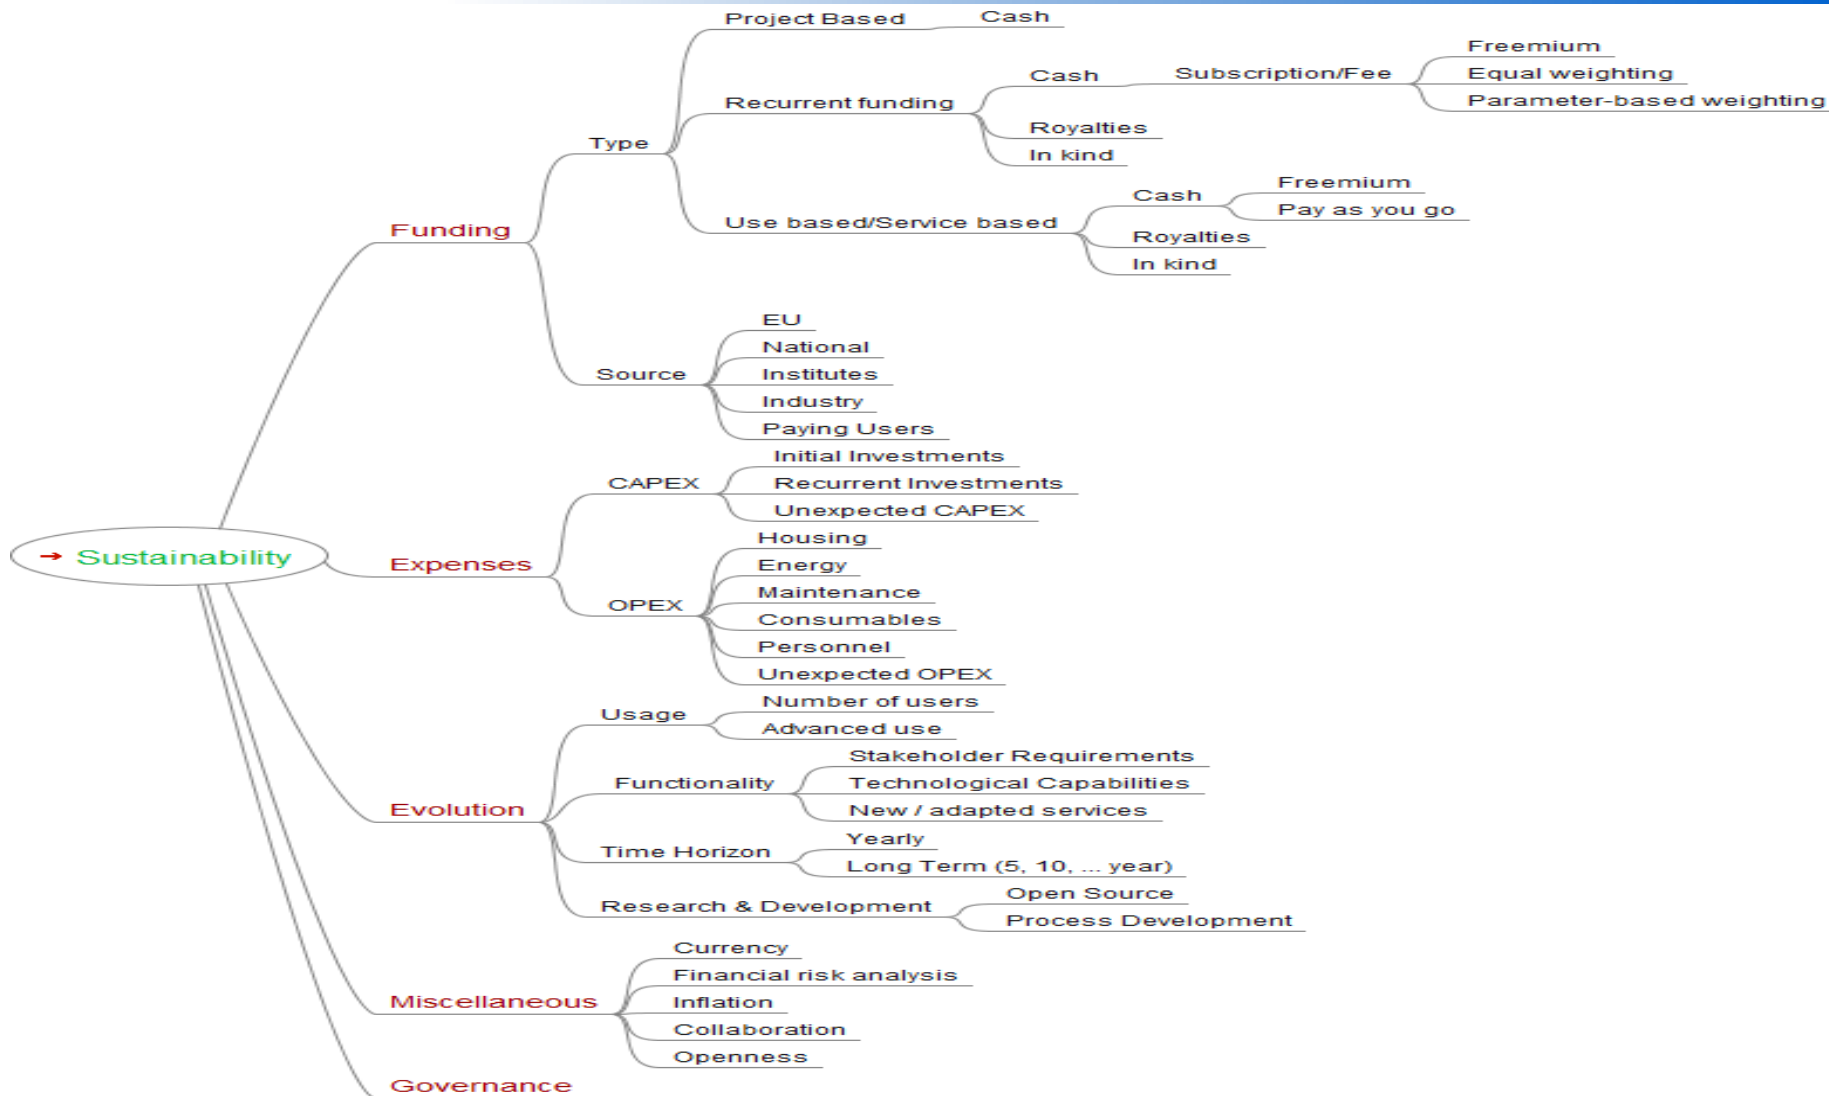 Project Based
Cash
Recurrent funding
Cash
Subscription/Fee
Freemium
Equal weighting
Parameter-based weighting
Royalties
In kind
Type
Use based/Service based
Cash
Freemium
Pay as you go
Royalties
In kind
Funding
Source
EU
National
Institutes
Industry
Paying Users
→ Sustainability
Expenses
CAPEX
Initial Investments
Recurrent Investments
Unexpected CAPEX
OPEX
Housing
Energy
Maintenance
Consumables
Personnel
Unexpected OPEX
Evolution
Usage
Number of users
Advanced use
Functionality
Stakeholder Requirements
Technological Capabilities
New / adapted services
Time Horizon
Yearly
Long Term (5, 10, ... year)
Research & Development
Open Source
Process Development
Miscellaneous
Currency
Financial risk analysis
Inflation
Collaboration
Openness
Governance